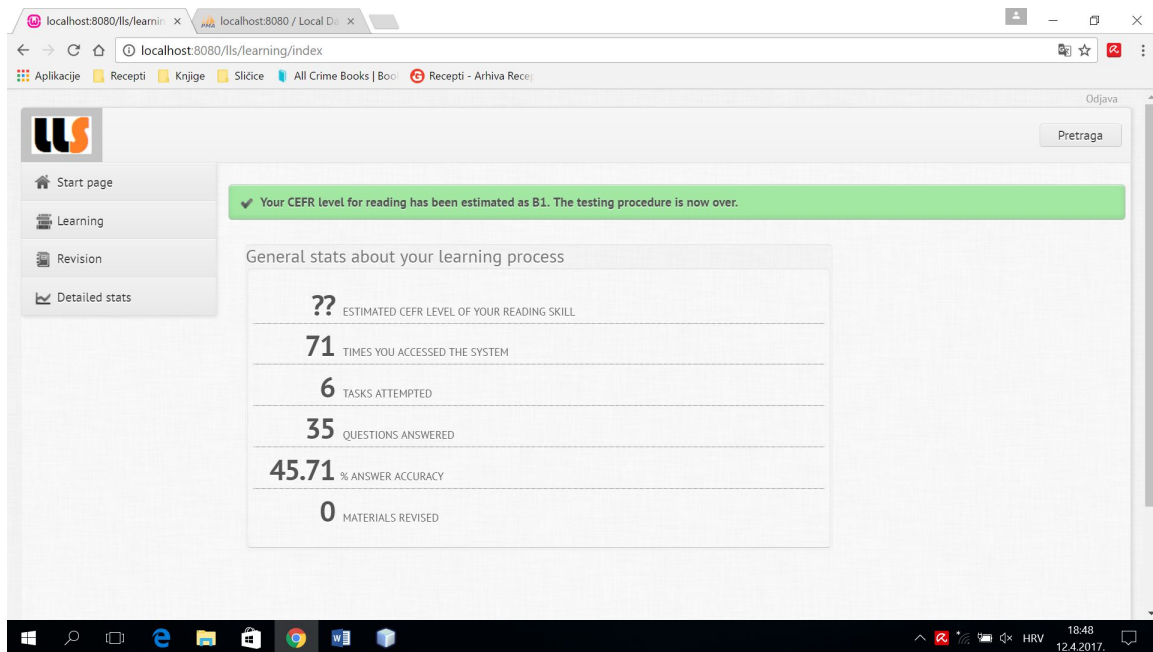 localhost:8080/lls/learnin
localhost:8080 / Local Da
localhost:8080/lls/learning/index
Aplikacije Recepti Knjige Sličice All Crime Books | Boo Recepti - Arhiva Rece
Odjava
LLS
Pretraga
Start page
Learning
Revision
Detailed stats
Your CEFR level for reading has been estimated as B1. The testing procedure is now over.
General stats about your learning process
?? ESTIMATED CEFR LEVEL OF YOUR READING SKILL
71 TIMES YOU ACCESSED THE SYSTEM
6 TASKS ATTEMPTED
35 QUESTIONS ANSWERED
45.71 % ANSWER ACCURACY
0 MATERIALS REVISED
HRV
18:48
12.4.2017.